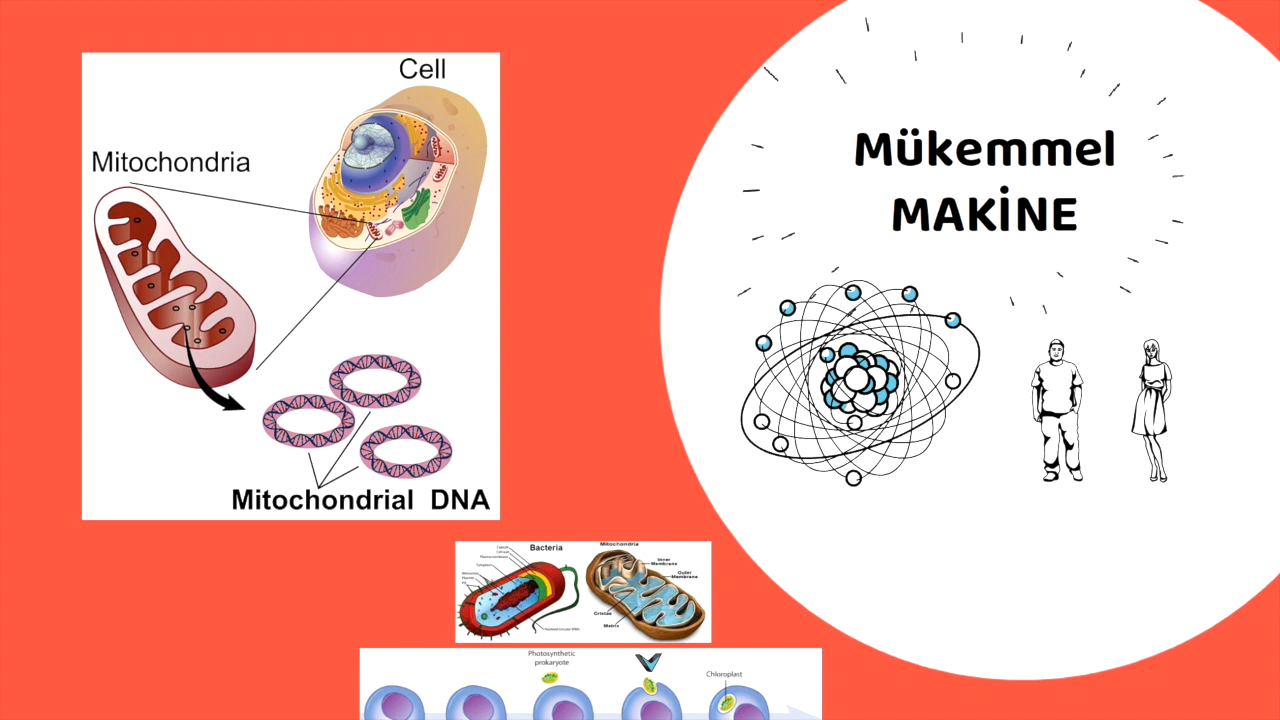 Cell
Mitochondria
Mitochondrial DNA
Mükemmel
MAKİNE
Bacteria
Mitochondria
Inner
Membrane
Outer
Membrane
Cristae
Matrix
Photosynthetic
prokaryote
Chloroplast